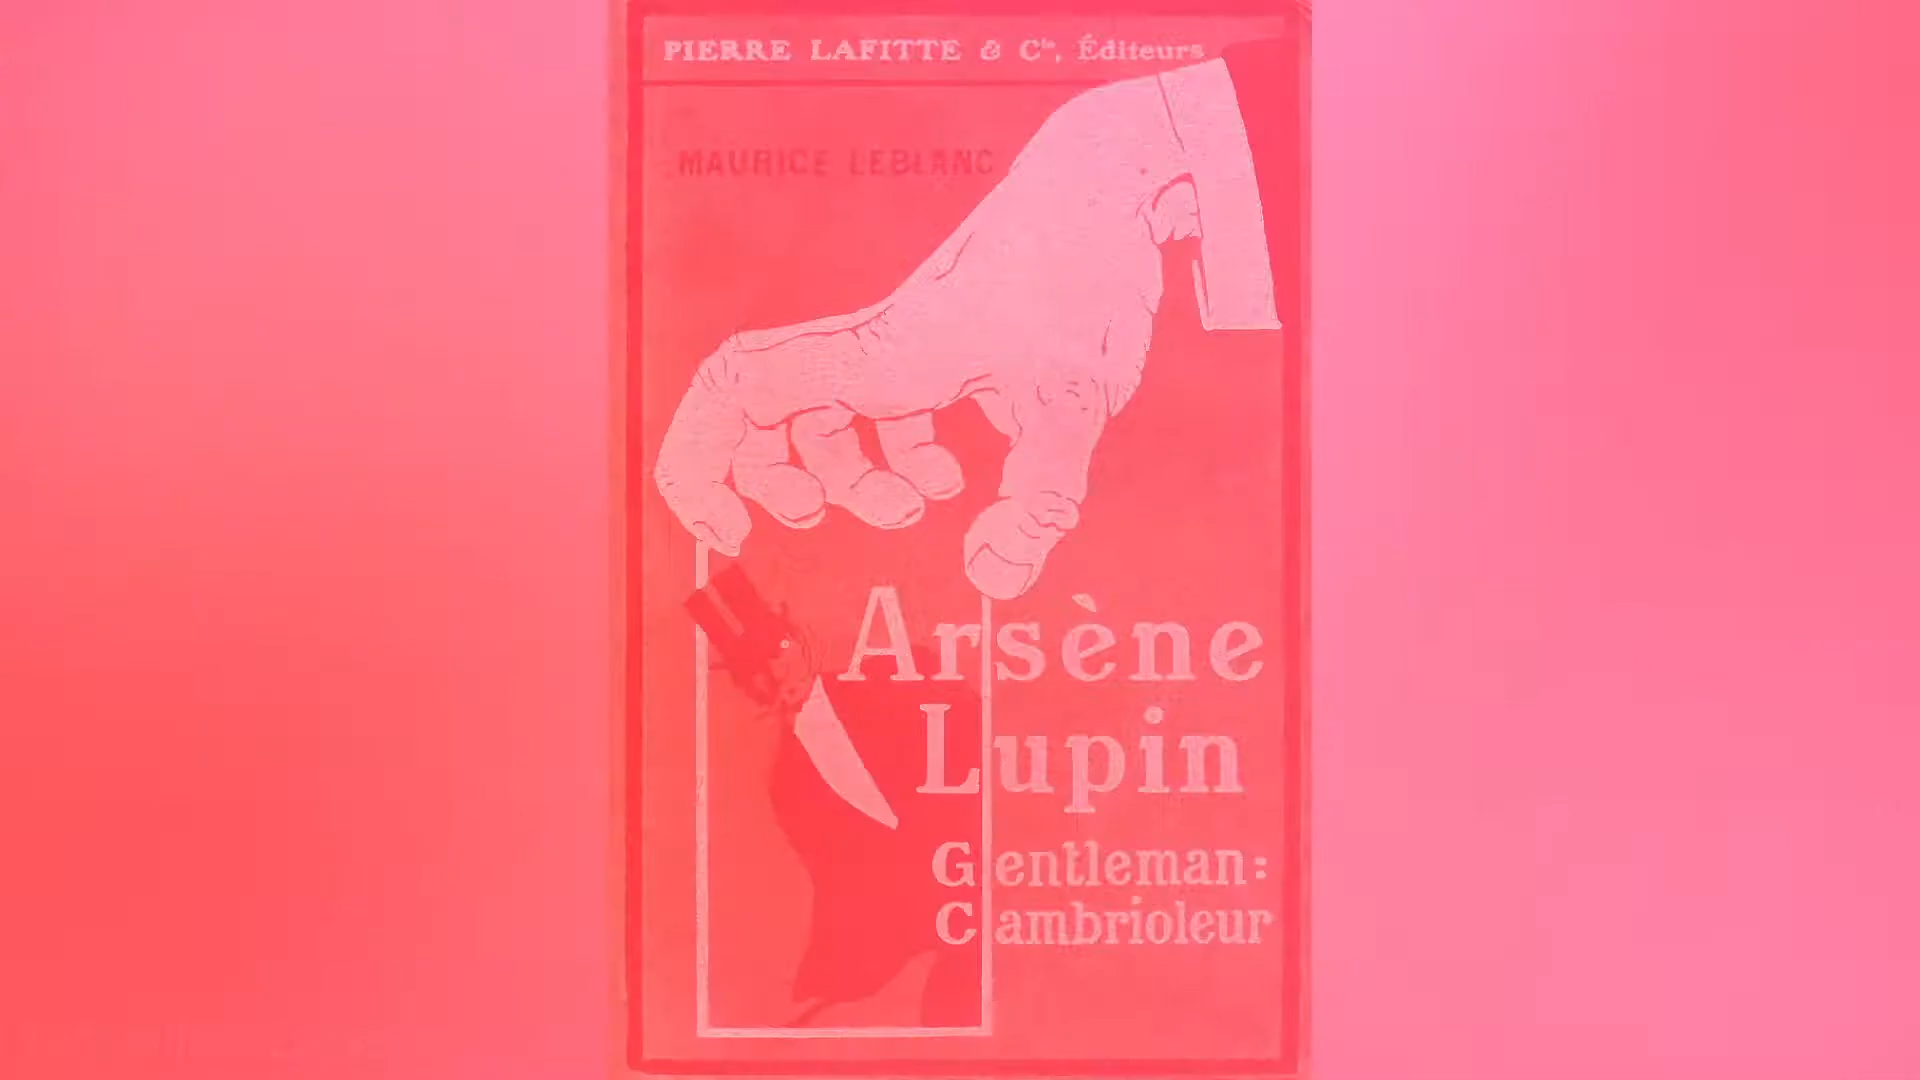 PIERRE LAFITTE & Cie, Éditeurs
MAURICE LEBLANC
Arsène
Lupin
Gentleman:
Cambrioleur